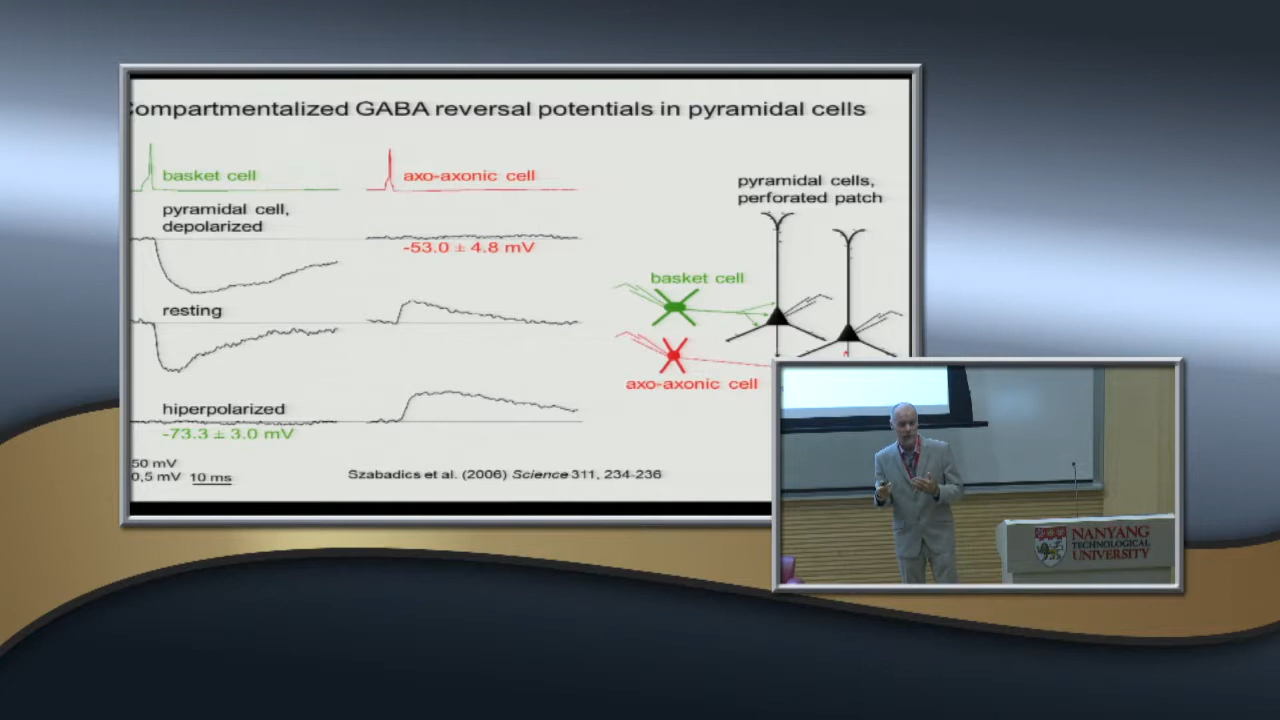 ompartmentalized GABA reversal potentials in pyramidal cells
basket cell
axo-axonic cell
pyramidal cell,
depolarized
-53.0 ± 4.8 mV
resting
hiperpolarized
-73.3 ± 3.0 mV
50 mV
0,5 mV 10 ms
Szabadics et al. (2006) Science 311, 234-236
pyramidal cells,
perforated patch
basket cell
axo-axonic cell
NANYANG
TECHNOLOGICAL
UNIVERSITY